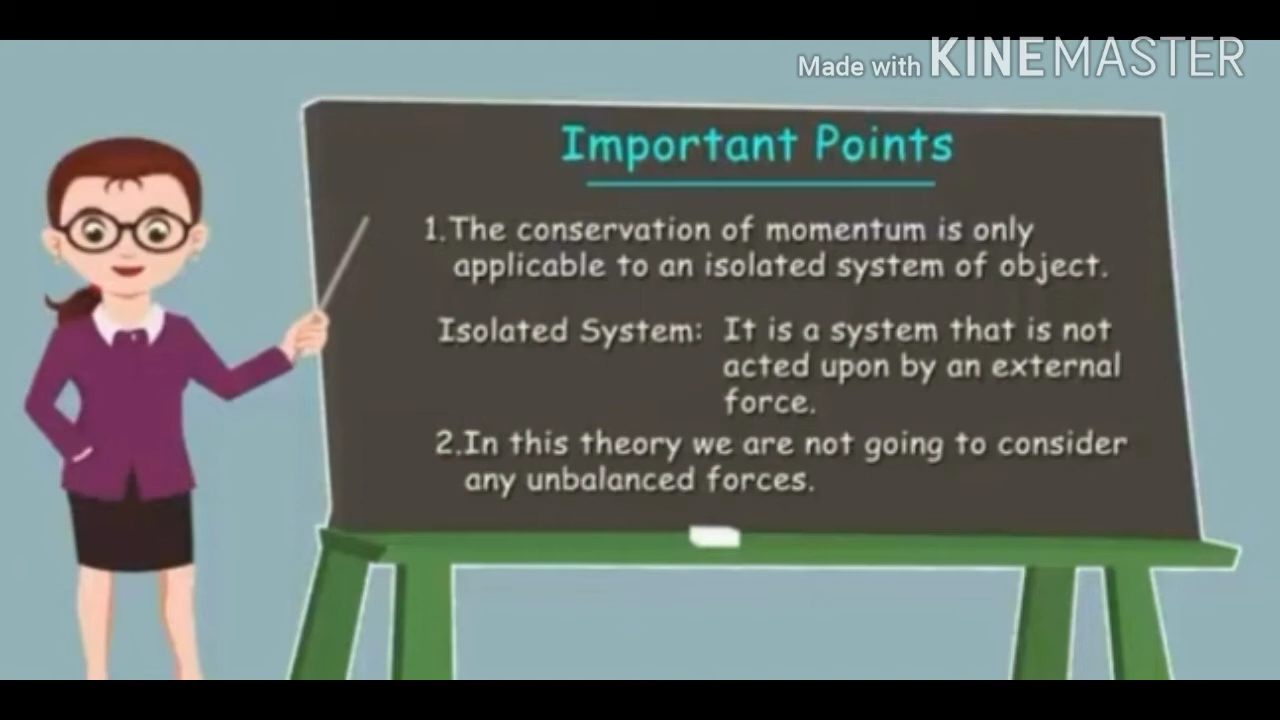 Made with KINEMASTER
Important Points
1.The conservation of momentum is only
applicable to an isolated system of object.
Isolated System: It is a system that is not
acted upon by an external
force.
2.In this theory we are not going to consider
any unbalanced forces.